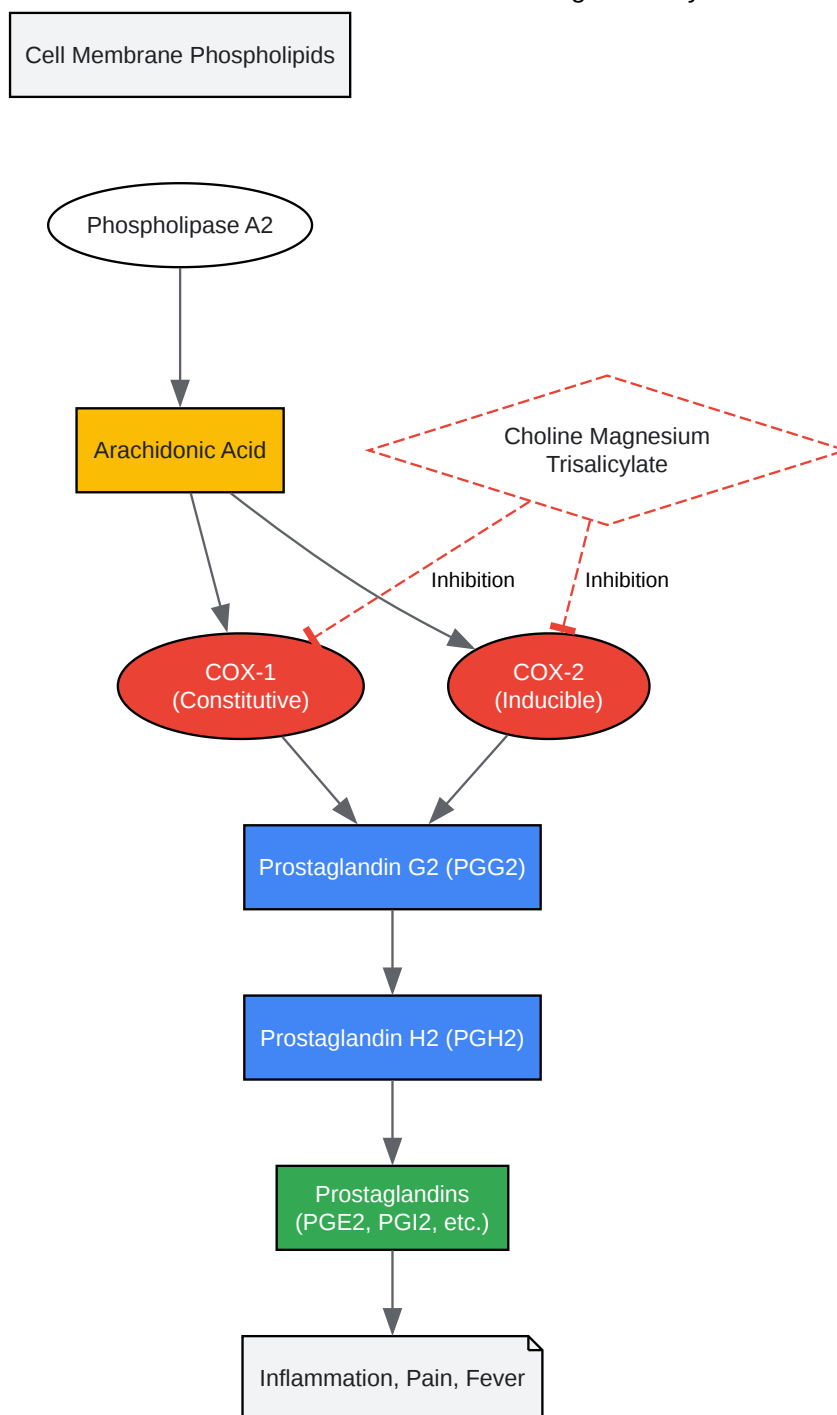 Cell Membrane Phospholipids
Phospholipase A2
Arachidonic Acid
Choline Magnesium
Trisalicylate
Inhibition
Inhibition
COX-1
(Constitutive)
COX-2
(Inducible)
Prostaglandin G2 (PGG2)
Prostaglandin H2 (PGH2)
Prostaglandins
(PGE2, PGI2, etc.)
Inflammation, Pain, Fever